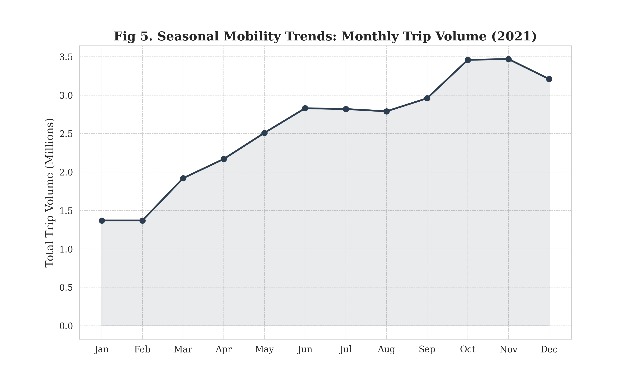 Fig 5. Seasonal Mobility Trends: Monthly Trip Volume (2021)
Total Trip Volume (Millions)
3.5
3.0
2.5
2.0
1.5
1.0
0.5
0.0
Jan Feb Mar Apr May Jun Jul Aug Sep Oct Nov Dec